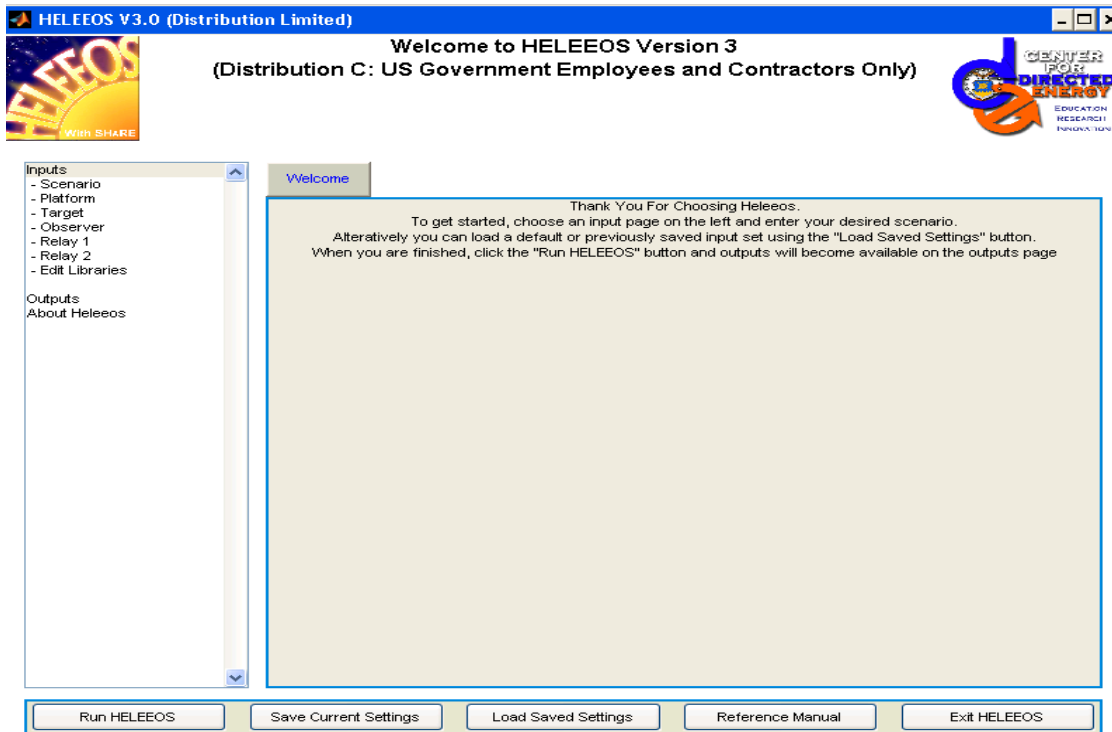 HELEEOS V3.0 (Distribution Limited)
HELEEOS
With SHARE
Welcome to HELEEOS Version 3
(Distribution C: US Government Employees and Contractors Only)
CENTER
FOR
DIRECTED
ENERGY
EDUCATION
RESEARCH
INNOVATION
Inputs
- Scenario
- Platform
- Target
- Observer
- Relay 1
- Relay 2
- Edit Libraries
Outputs
About Heleeos
Welcome
Thank You For Choosing Heleeos.
To get started, choose an input page on the left and enter your desired scenario.
Alteratively you can load a default or previously saved input set using the "Load Saved Settings" button.
When you are finished, click the "Run HELEEOS" button and outputs will become available on the outputs page
Run HELEEOS
Save Current Settings
Load Saved Settings
Reference Manual
Exit HELEEOS